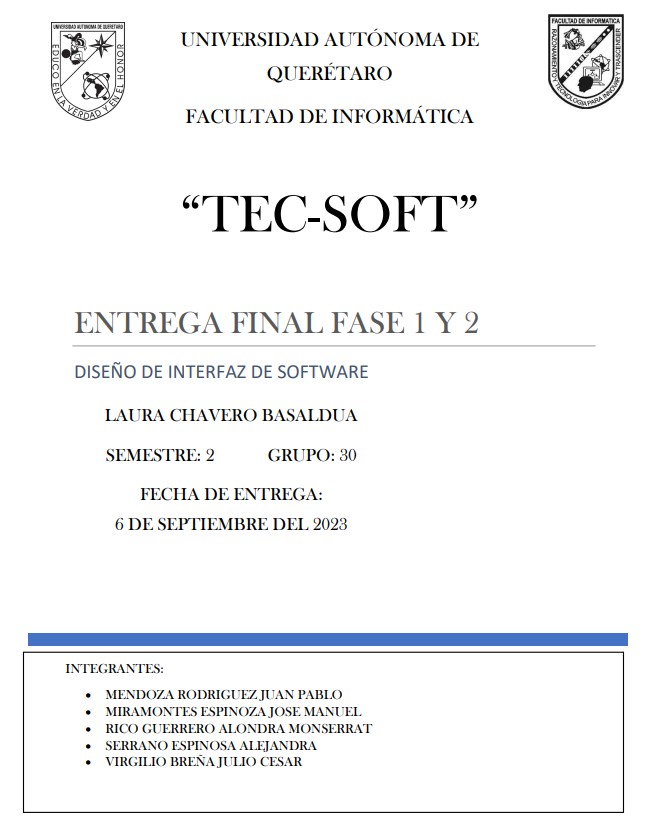 UNIVERSIDAD AUTÓNOMA DE QUERETARO
EDUCO EN LA VERDAD Y EN EL HONOR
UNIVERSIDAD AUTÓNOMA DE
QUERÉTARO
FACULTAD DE INFORMÁTICA
FACULTAD DE INFORMATICA
RAZONAMIENTO Y TECNOLOGIA PARA INNOVAR Y TRASCENDER
“TEC-SOFT”
ENTREGA FINAL FASE 1 Y 2
DISEÑO DE INTERFAZ DE SOFTWARE
LAURA CHAVERO BASALDUA
SEMESTRE: 2 GRUPO: 30
FECHA DE ENTREGA:
6 DE SEPTIEMBRE DEL 2023
INTEGRANTES:
• MENDOZA RODRIGUEZ JUAN PABLO
• MIRAMONTES ESPINOZA JOSE MANUEL
• RICO GUERRERO ALONDRA MONSERRAT
• SERRANO ESPINOSA ALEJANDRA
• VIRGILIO BREÑA JULIO CESAR